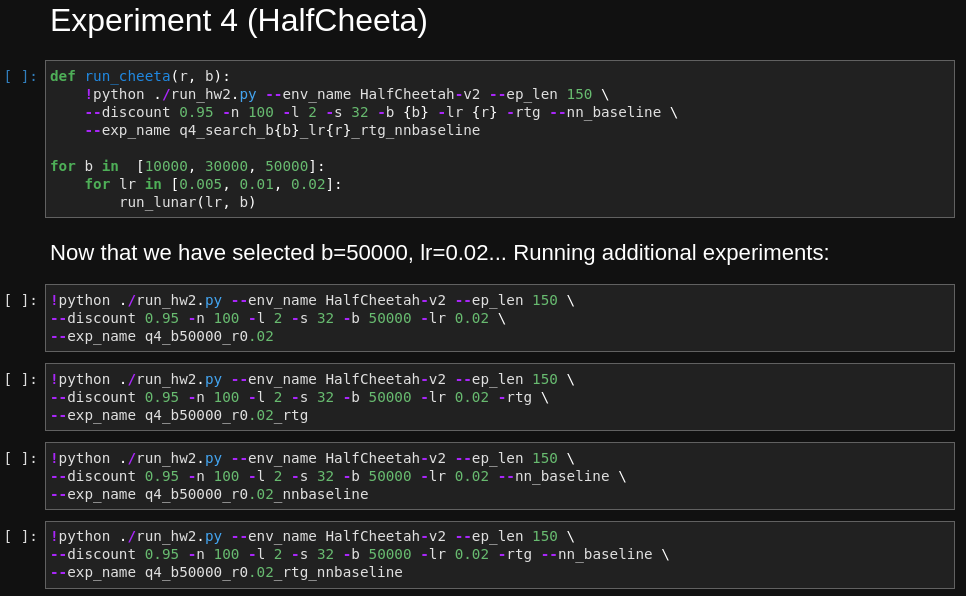 Experiment 4 (HalfCheeta)
[ ]: def run_cheeta(r, b):
!python ./run_hw2.py --env_name HalfCheetah-v2 --ep_len 150 \
--discount 0.95 -n 100 -l 2 -s 32 -b {b} -lr {r} -rtg --nn_baseline \
--exp_name q4_search_b{b}_lr{r}_rtg_nnbaseline
for b in  [10000, 30000, 50000]:
for lr in [0.005, 0.01, 0.02]:
run_lunar(lr, b)
Now that we have selected b=50000, lr=0.02... Running additional experiments:
[ ]: !python ./run_hw2.py --env_name HalfCheetah-v2 --ep_len 150 \
--discount 0.95 -n 100 -l 2 -s 32 -b 50000 -lr 0.02 \
--exp_name q4_b50000_r0.02
[ ]: !python ./run_hw2.py --env_name HalfCheetah-v2 --ep_len 150 \
--discount 0.95 -n 100 -l 2 -s 32 -b 50000 -lr 0.02 -rtg \
--exp_name q4_b50000_r0.02_rtg
[ ]: !python ./run_hw2.py --env_name HalfCheetah-v2 --ep_len 150 \
--discount 0.95 -n 100 -l 2 -s 32 -b 50000 -lr 0.02 --nn_baseline \
--exp_name q4_b50000_r0.02_nnbaseline
[ ]: !python ./run_hw2.py --env_name HalfCheetah-v2 --ep_len 150 \
--discount 0.95 -n 100 -l 2 -s 32 -b 50000 -lr 0.02 -rtg --nn_baseline \
--exp_name q4_b50000_r0.02_rtg_nnbaseline